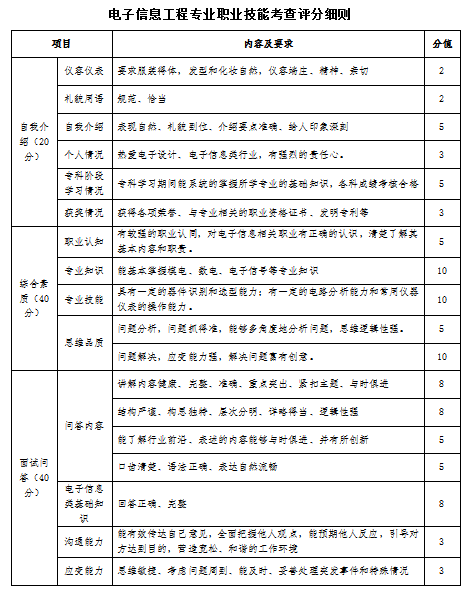 电子信息工程专业职业技能考查评分细则
项目 内容及要求 分值
自我介绍（20分）
仪容仪表 要求服装得体，发型和化妆自然，仪容端庄、精神、亲切 2
礼貌用语 规范、恰当 2
自我介绍 表现自然、礼貌到位、介绍要点准确、给人印象深刻 5
个人情况 热爱电子设计、电子信息类行业，有强烈的责任心。 3
专科阶段学习情况 专科学习期间能系统的掌握所学专业的基础知识，各科成绩考核合格 5
获奖情况 获得各项荣誉、与专业相关的职业资格证书、发明专利等 3
综合素质（40分）
职业认知 有较强的职业认同，对电子信息相关职业有正确的认识，清楚了解其基本内容和职责。 5
专业知识 能基本掌握模电、数电、电子信号等专业知识 10
专业技能 具有一定的器件识别和选型能力；有一定的电路分析能力和常用仪器仪表的操作能力。 10
思维品质 问题分析，问题抓得准，能够多角度地分析问题，思维逻辑性强。 5
问题解决，应变能力强，解决问题富有创意。 10
面试问答（40分）
问答内容 讲解内容健康、完整、准确、重点突出、紧扣主题、与时俱进 8
结构严谨、构思独特、层次分明、详略得当、逻辑性强 8
能了解行业前沿、表述的内容能够与时俱进、并有所创新 5
口齿清楚、语法正确、表达自然流畅 5
电子信息类基础知识 回答正确、完整 8
沟通能力 能有效传达自己意见，全面把握他人观点，能预期他人反应，引导对方达到目的，营造宽松、和谐的工作环境 3
应变能力 思维敏捷、考虑问题周到、能及时、妥善处理突发事件和特殊情况 3